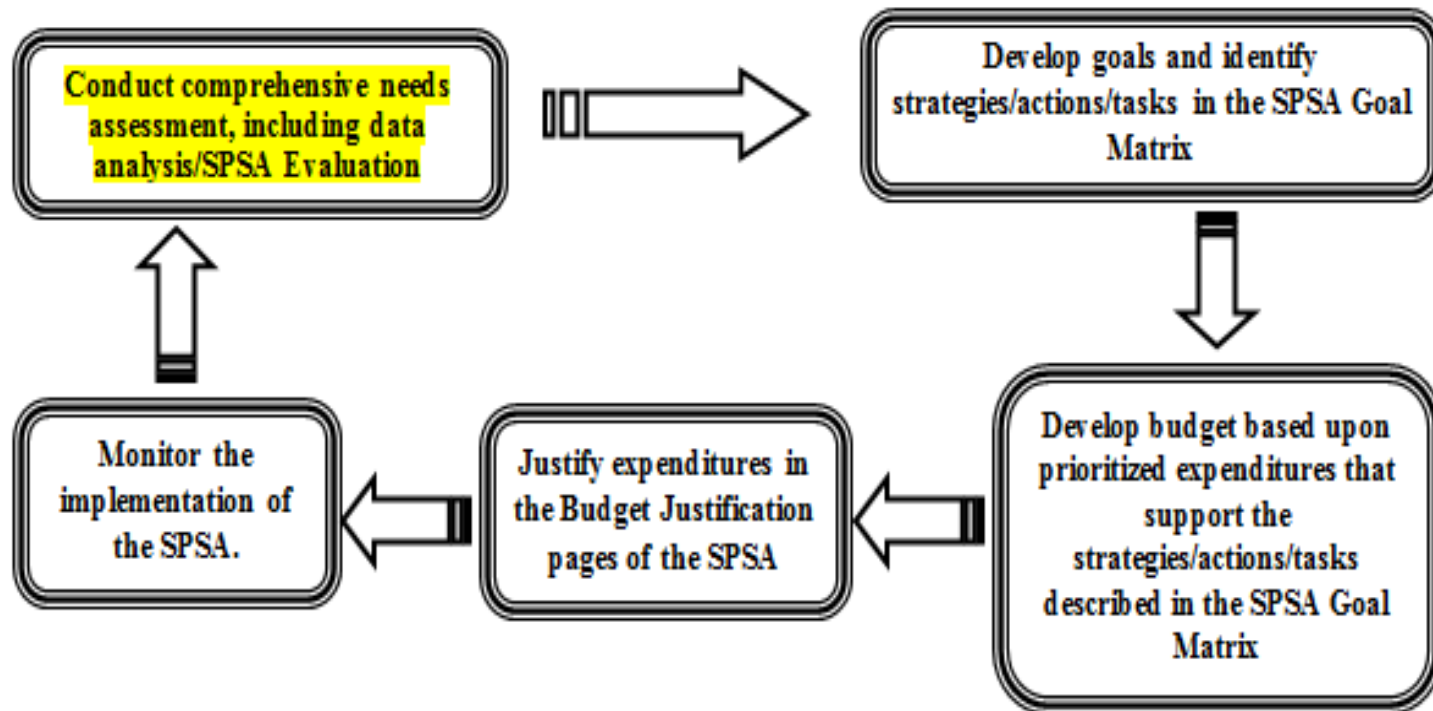 Conduct comprehensive needs
assessment, including data
analysis/SPSA Evaluation
Develop goals and identify
strategies/actions/tasks in the SPSA Goal
Matrix
Develop budget based upon
prioritized expenditures that
support the
strategies/actions/tasks
described in the SPSA Goal
Matrix
Justify expenditures in
the Budget Justification
pages of the SPSA
Monitor the
implementation of
the SPSA.